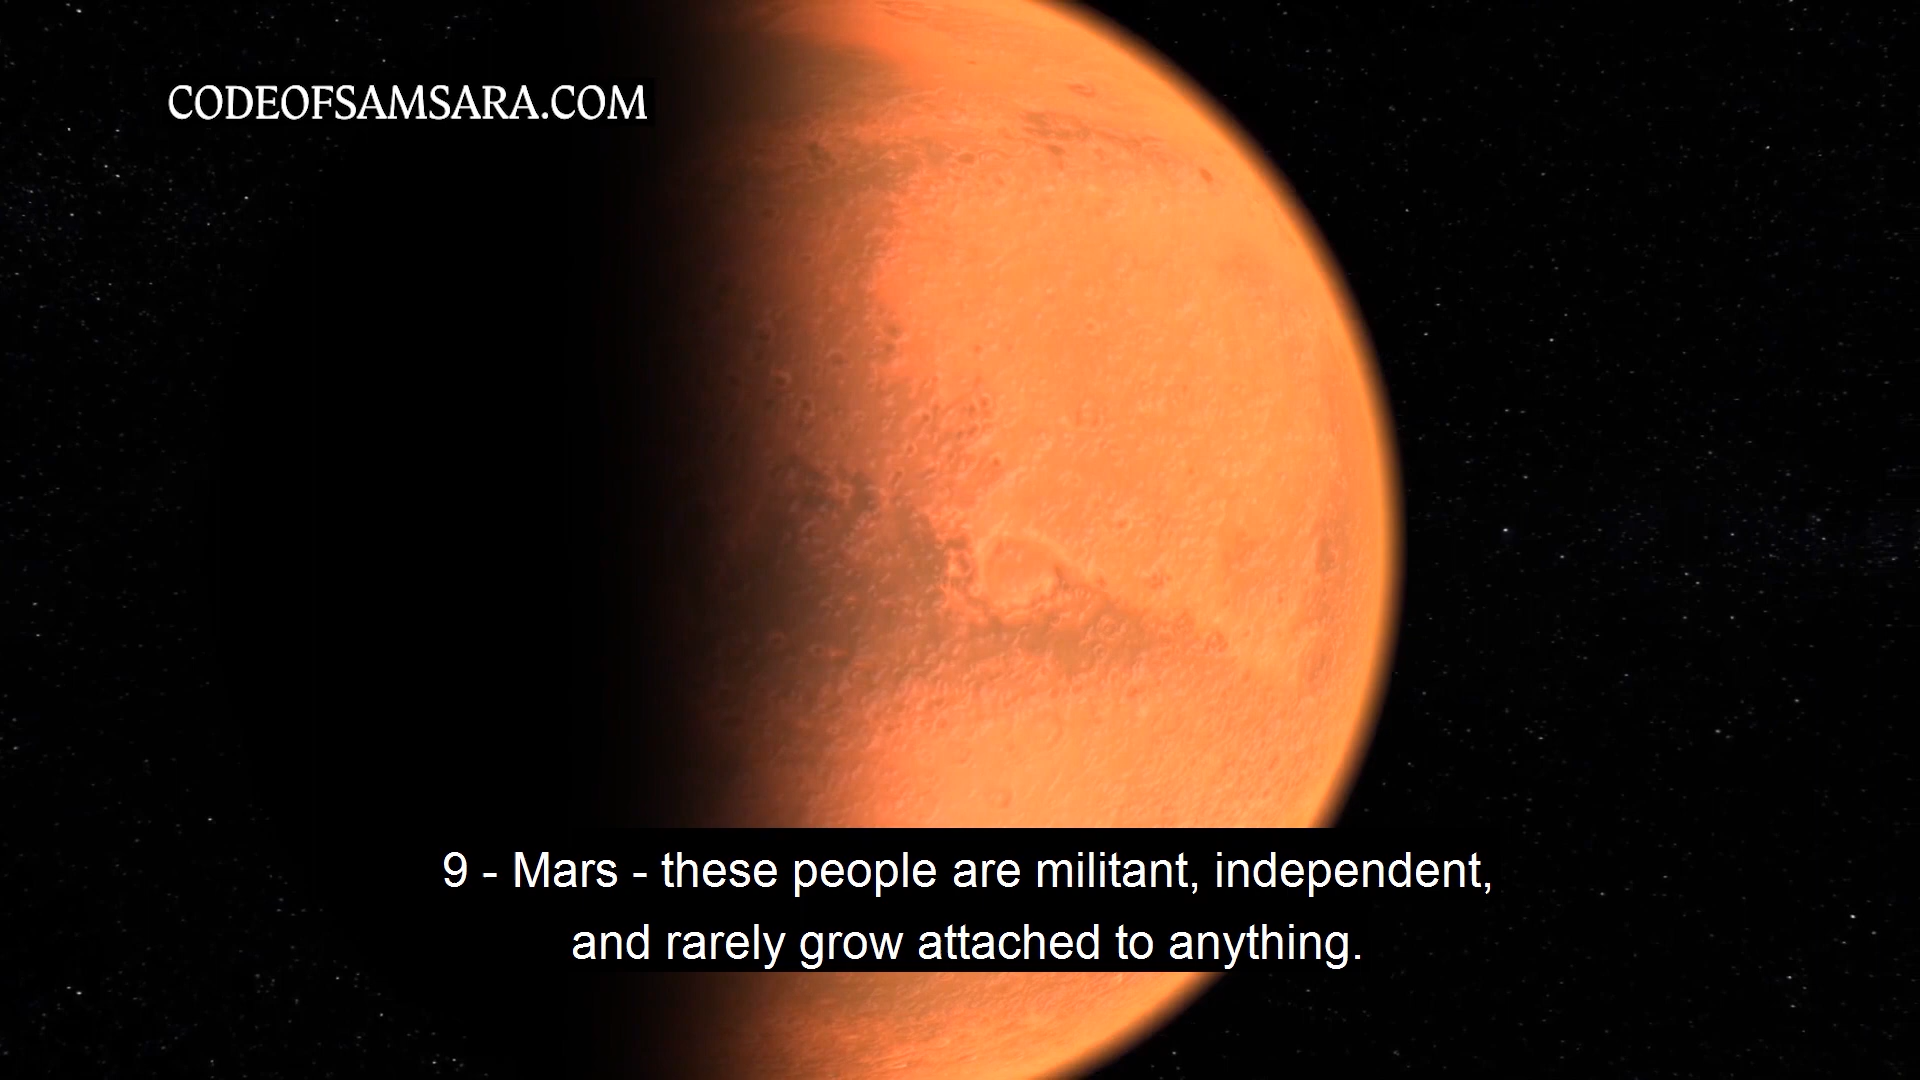 CODEOFSAMSARA.COM
9 - Mars - these people are militant, independent,
and rarely grow attached to anything.